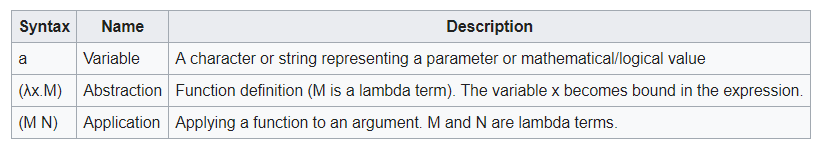 Syntax Name Description
a Variable A character or string representing a parameter or mathematical/logical value
(λx.M) Abstraction Function definition (M is a lambda term). The variable x becomes bound in the expression.
(M N) Application Applying a function to an argument. M and N are lambda terms.